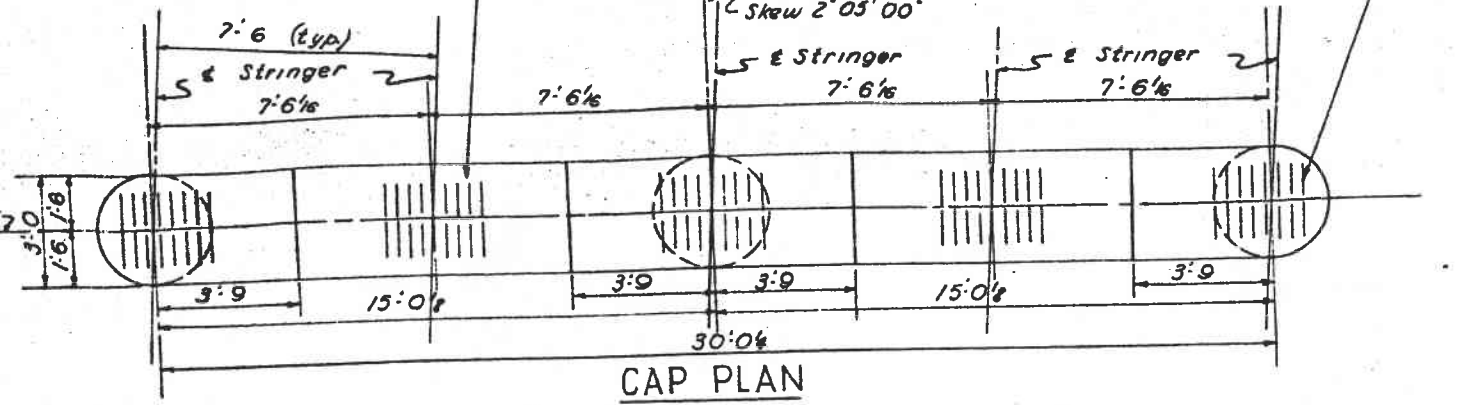 Skew 2°05'00"
7'-6 (typ.)
℄ Stringer
℄ Stringer
℄ Stringer
7'-6 1/16
7'-6 1/16
7'-6 1/16
7'-6 1/16
3'-0
1'-6
1'-6
3'-9
3'-9
3'-9
3'-9
15'-0 1/8
15'-0 1/8
30'-0 1/4
CAP PLAN